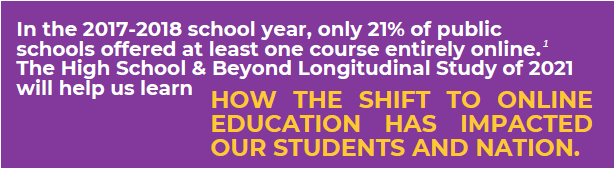 In the 2017-2018 school year, only 21% of public
schools offered at least one course entirely online.¹
The High School & Beyond Longitudinal Study of 2021
will help us learn
HOW THE SHIFT TO ONLINE
EDUCATION HAS IMPACTED
OUR STUDENTS AND NATION.